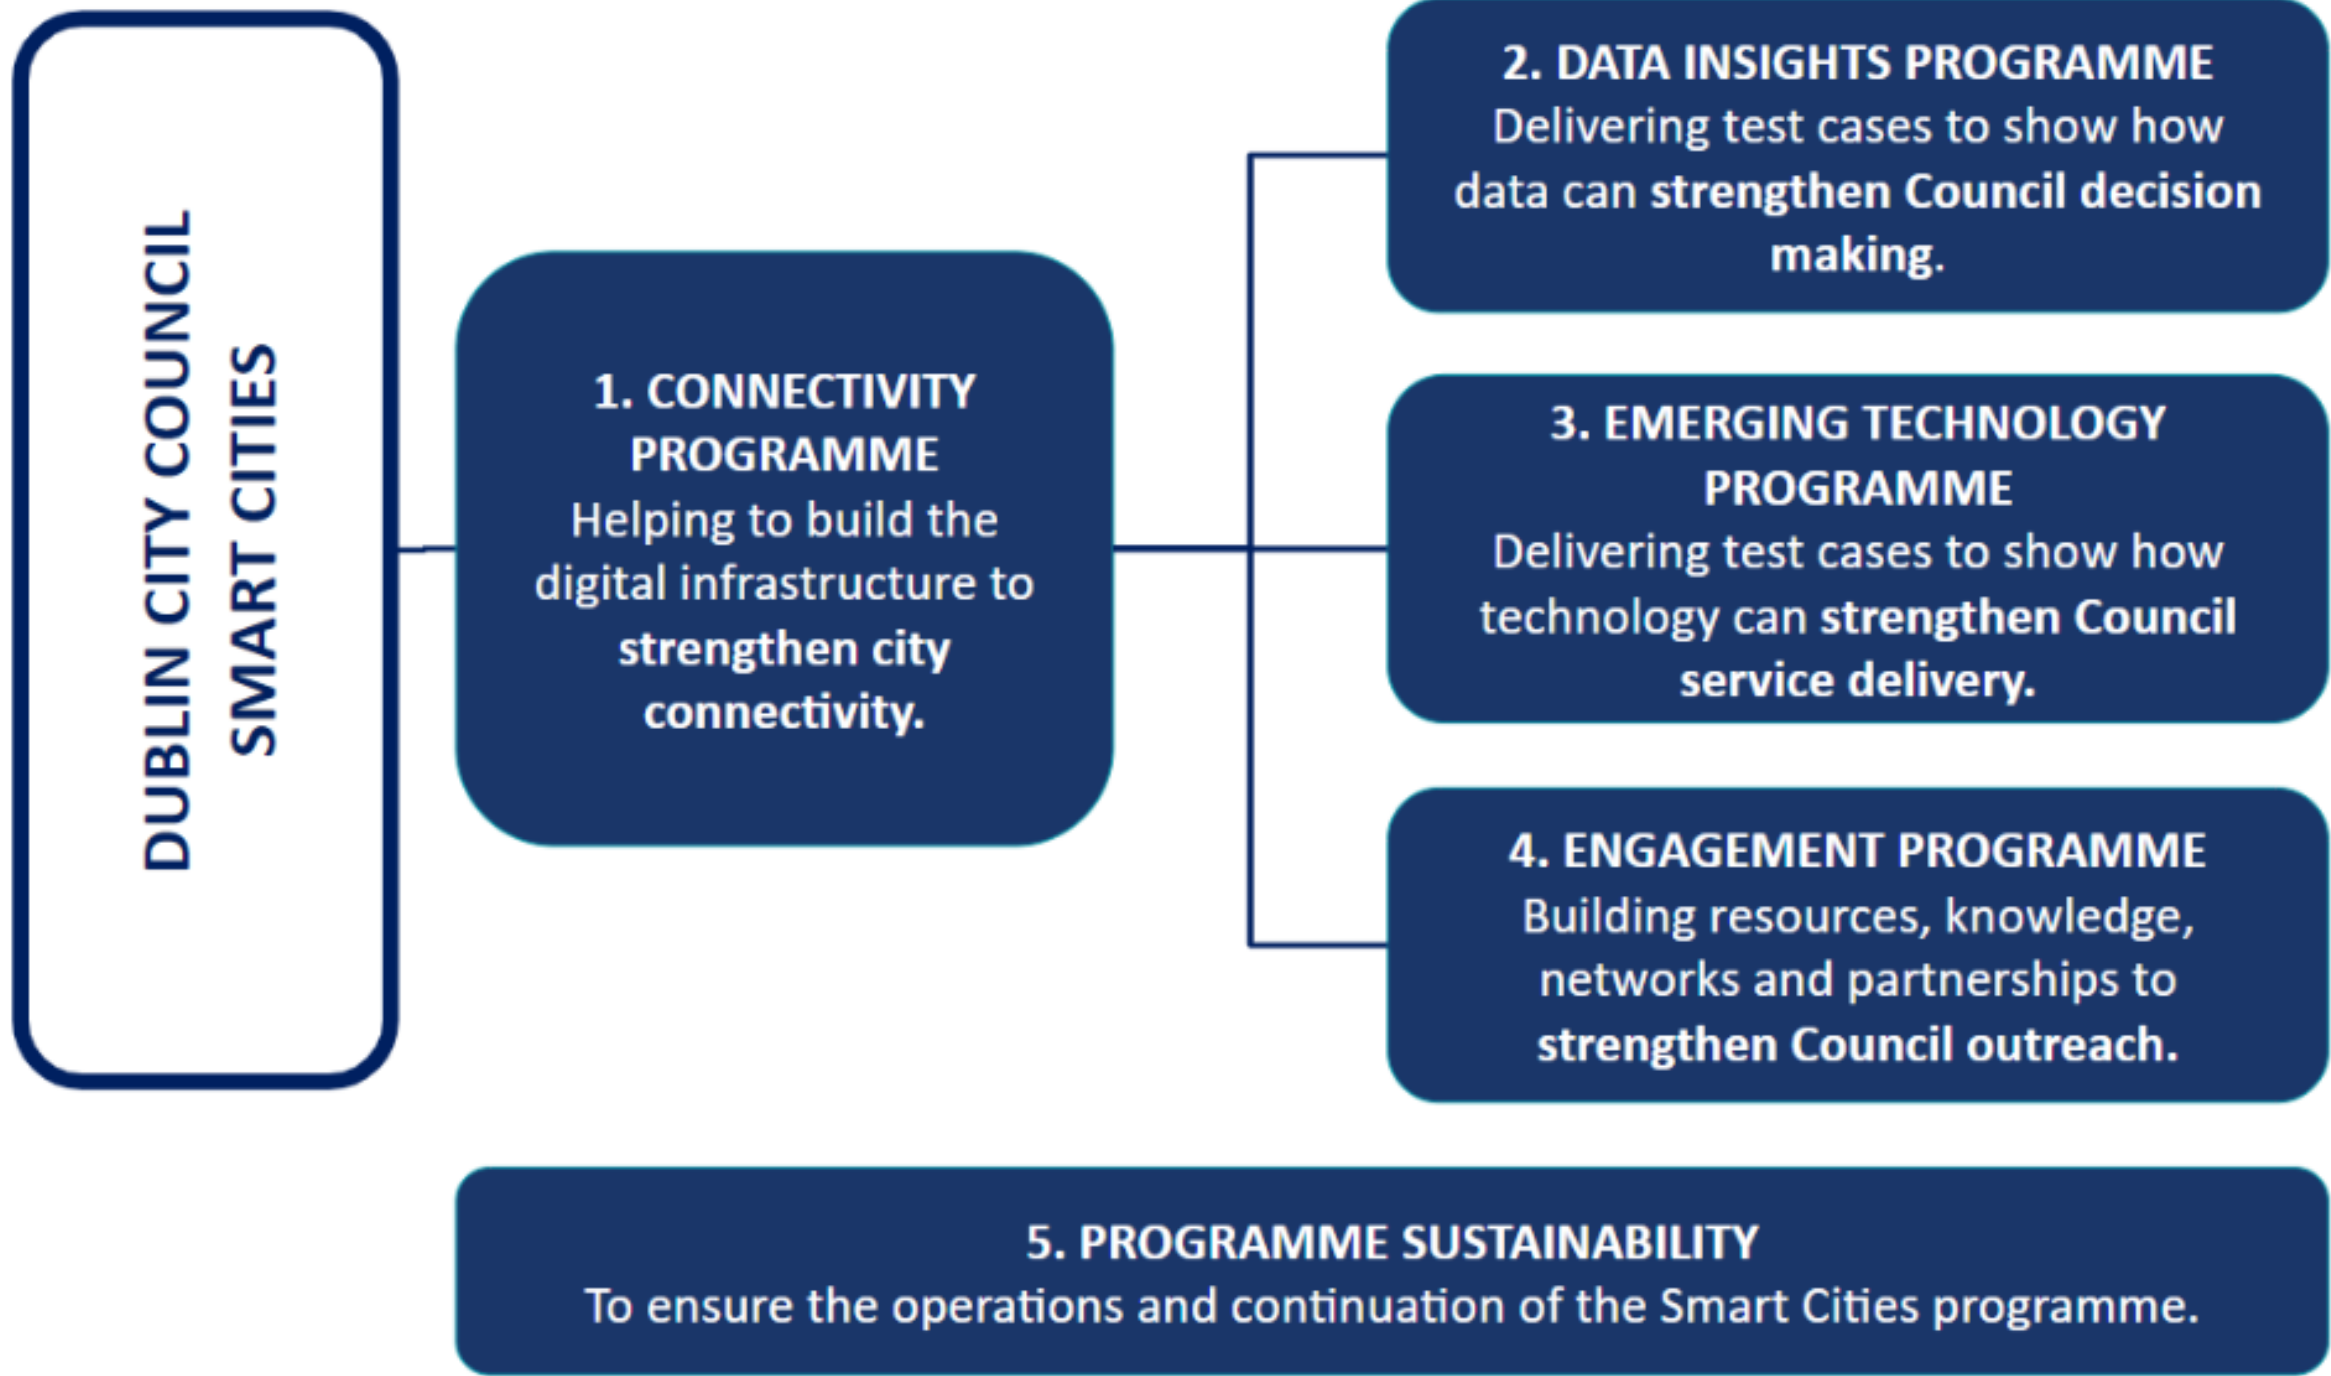 DUBLIN CITY COUNCIL
SMART CITIES
1. CONNECTIVITY
PROGRAMME
Helping to build the
digital infrastructure to
strengthen city
connectivity.
2. DATA INSIGHTS PROGRAMME
Delivering test cases to show how
data can strengthen Council decision
making.
3. EMERGING TECHNOLOGY
PROGRAMME
Delivering test cases to show how
technology can strengthen Council
service delivery.
4. ENGAGEMENT PROGRAMME
Building resources, knowledge,
networks and partnerships to
strengthen Council outreach.
5. PROGRAMME SUSTAINABILITY
To ensure the operations and continuation of the Smart Cities programme.